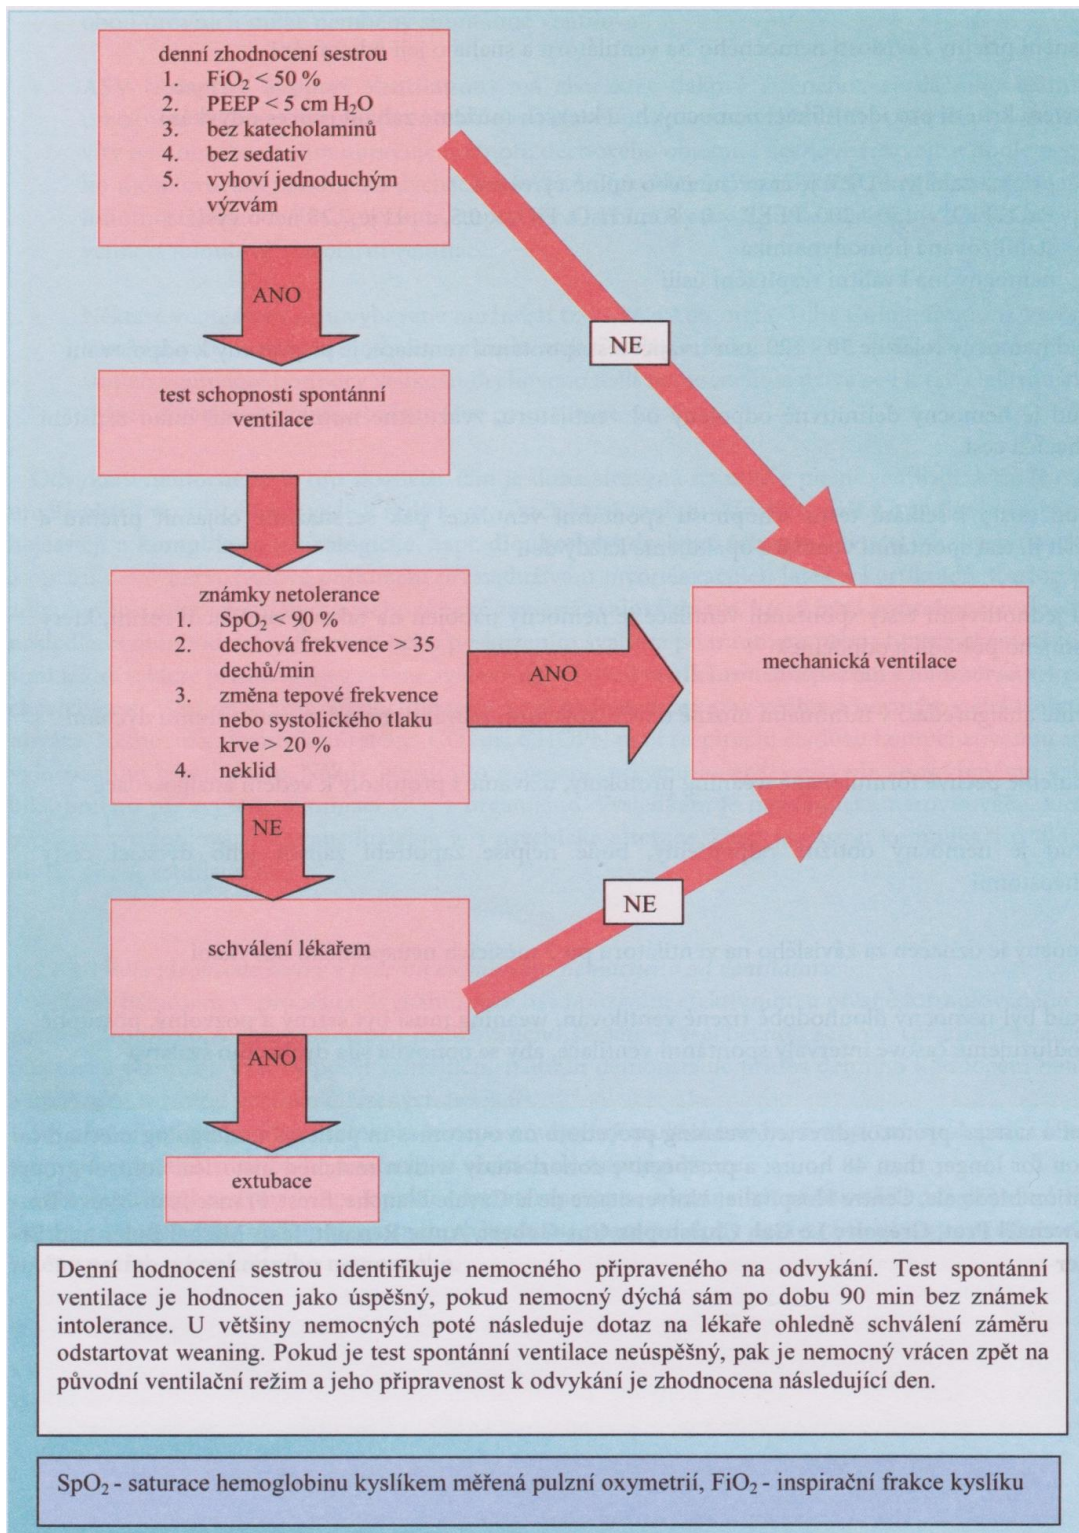 denní zhodnocení sestrou
1. FiO₂ < 50 %
2. PEEP < 5 cm H₂O
3. bez katecholaminů
4. bez sedativ
5. vyhoví jednoduchým
výzvám
ANO
NE
test schopnosti spontánní
ventilace
známky netolerance
1. SpO₂ < 90 %
2. dechová frekvence > 35
dechů/min
3. změna tepové frekvence
nebo systolického tlaku
krve > 20 %
4. neklid
ANO
mechanická ventilace
NE
NE
schválení lékařem
ANO
extubace
Denní hodnocení sestrou identifikuje nemocného připraveného na odvykání. Test spontánní
ventilace je hodnocen jako úspěšný, pokud nemocný dýchá sám po dobu 90 min bez známek
intolerance. U většiny nemocných poté následuje dotaz na lékaře ohledně schválení záměru
odstartovat weaning. Pokud je test spontánní ventilace neúspěšný, pak je nemocný vrácen zpět na
původní ventilační režim a jeho připravenost k odvykání je zhodnocena následující den.
SpO₂ - saturace hemoglobinu kyslíkem měřená pulzní oxymetrií, FiO₂ - inspirační frakce kyslíku